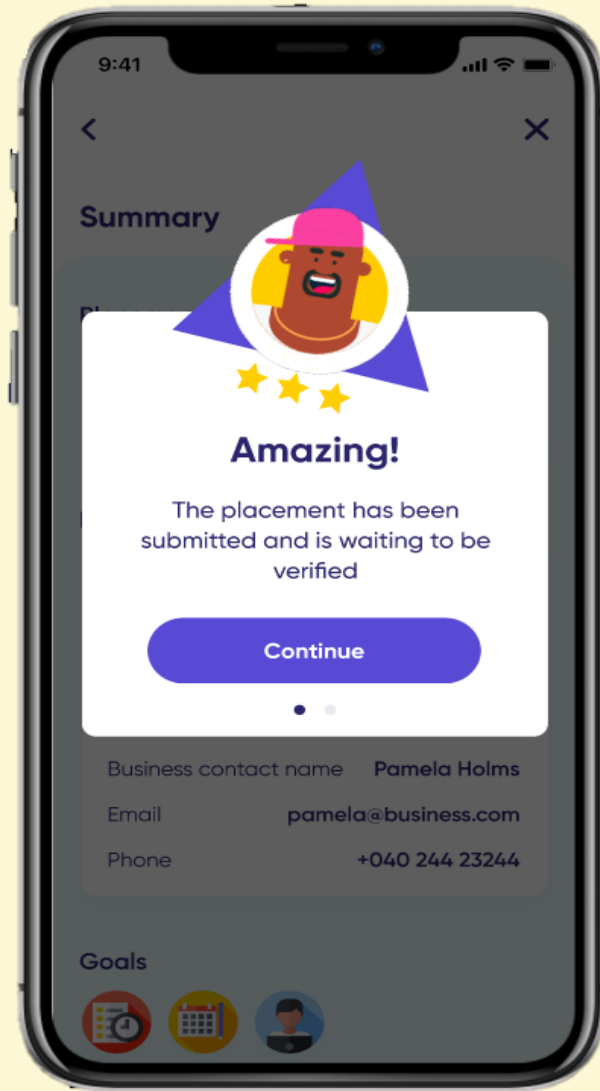 9:41
Summary
Amazing!
The placement has been
submitted and is waiting to be
verified
Continue
Business contact name Pamela Holms
Email pamela@business.com
Phone +040 244 23244
Goals